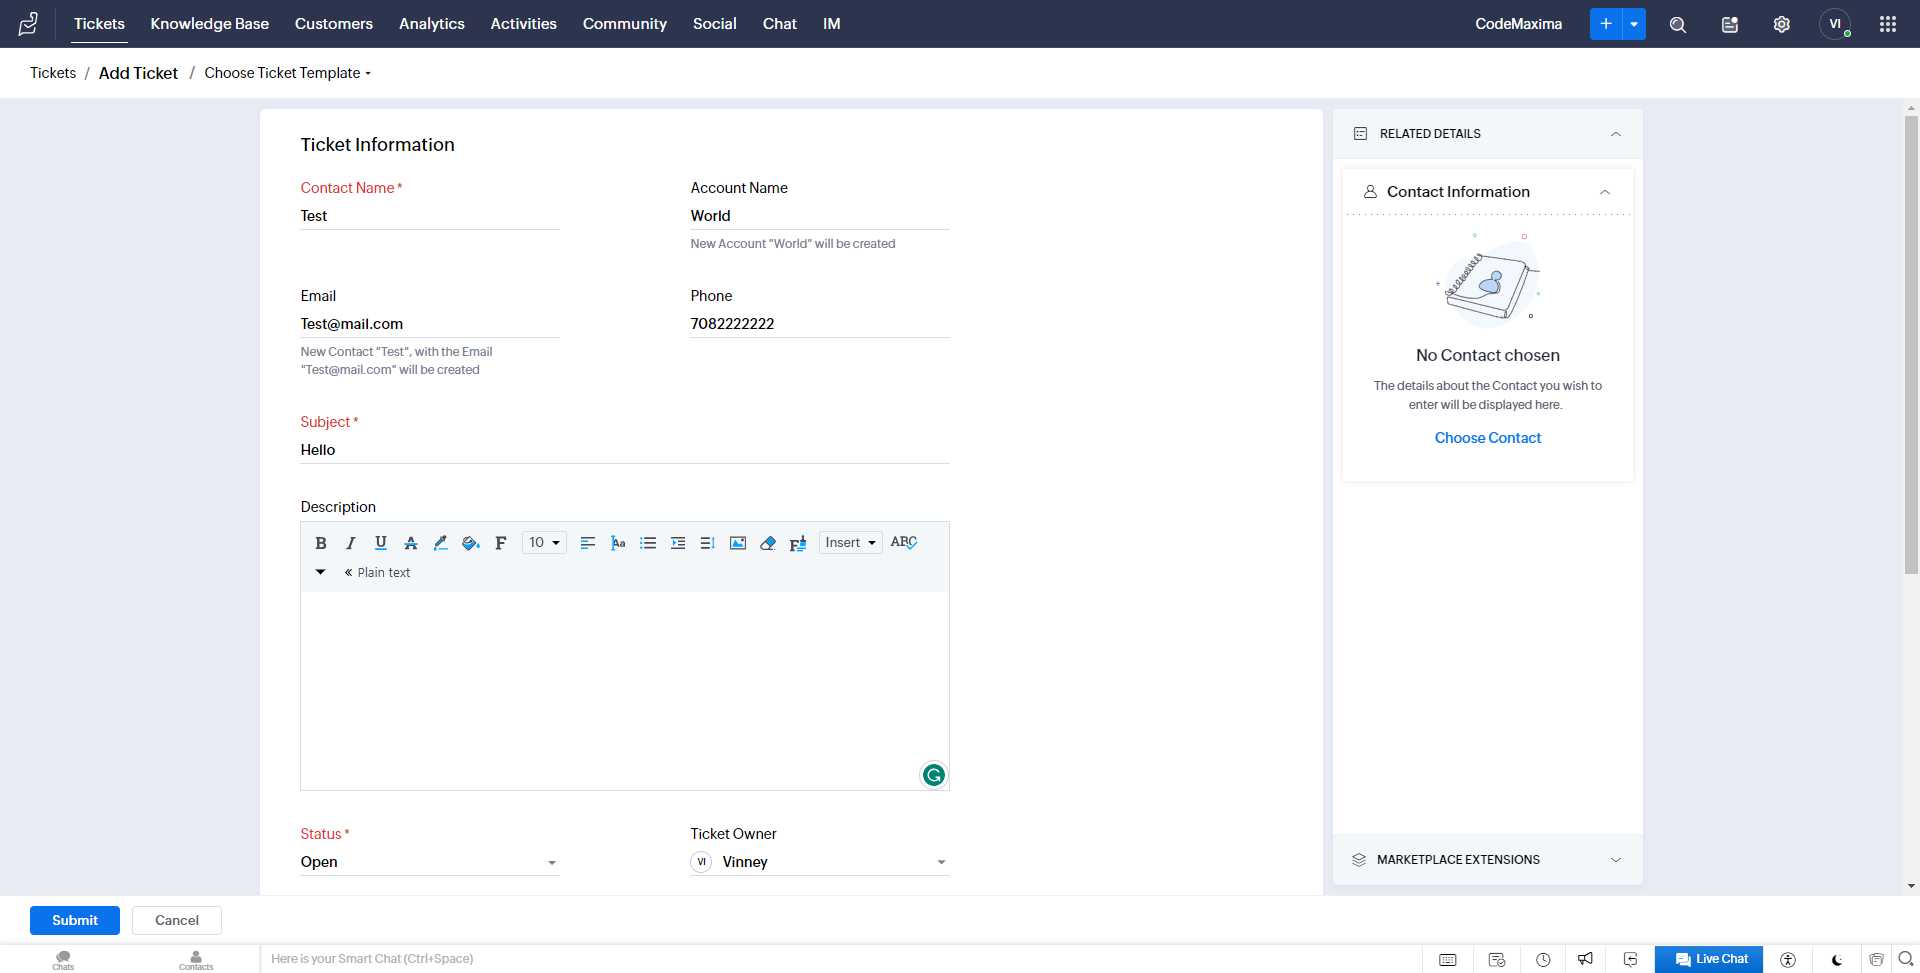 Tickets Knowledge Base Customers Analytics Activities Community Social Chat IM CodeMaxima VI
Tickets / Add Ticket / Choose Ticket Template
Ticket Information
Contact Name *
Test
Account Name
World
New Account "World" will be created
Email
Test@mail.com
New Contact "Test", with the Email
"Test@mail.com" will be created
Phone
7082222222
Subject *
Hello
Description
B I U A F 10 Aa F Insert ABC
« Plain text
Status *
Open
Ticket Owner
VI Vinney
RELATED DETAILS
Contact Information
No Contact chosen
The details about the Contact you wish to
enter will be displayed here.
Choose Contact
MARKETPLACE EXTENSIONS
Submit Cancel
Chats Contacts Here is your Smart Chat (Ctrl+Space) Live Chat